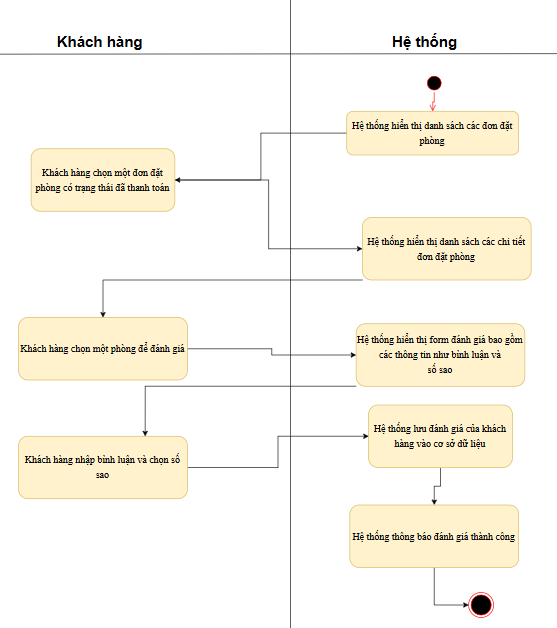 Khách hàng
Hệ thống
Hệ thống hiển thị danh sách các đơn đặt
phòng
Khách hàng chọn một đơn đặt
phòng có trạng thái đã thanh toán
Hệ thống hiển thị danh sách các chi tiết
đơn đặt phòng
Khách hàng chọn một phòng để đánh giá
Hệ thống hiển thị form đánh giá bao gồm
các thông tin như bình luận và
số sao
Khách hàng nhập bình luận và chọn số
sao
Hệ thống lưu đánh giá của khách
hàng vào cơ sở dữ liệu
Hệ thống thông báo đánh giá thành công